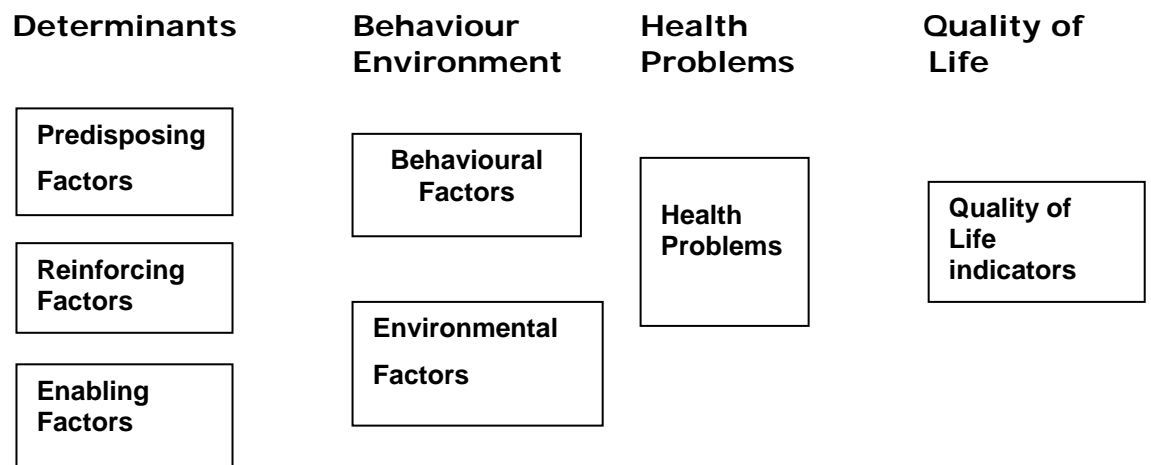 Determinants
Behaviour
Environment
Health
Problems
Quality of
Life
Predisposing
Factors
Reinforcing
Factors
Enabling
Factors
Behavioural
Factors
Environmental
Factors
Health
Problems
Quality of
Life
indicators